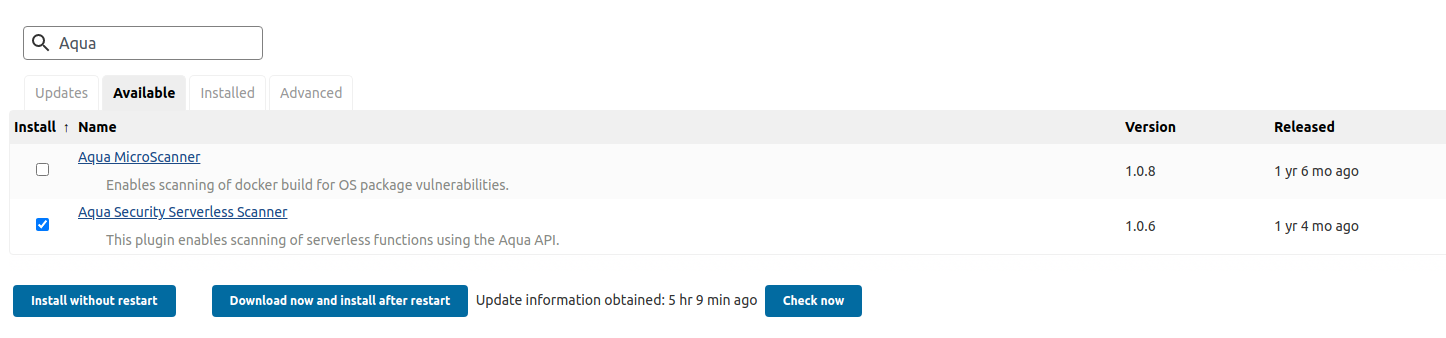 Aqua
Updates Available Installed Advanced
Install ↑ Name Version Released
Aqua MicroScanner
Enables scanning of docker build for OS package vulnerabilities.
1.0.8 1 yr 6 mo ago
Aqua Security Serverless Scanner
This plugin enables scanning of serverless functions using the Aqua API.
1.0.6 1 yr 4 mo ago
Install without restart Download now and install after restart Update information obtained: 5 hr 9 min ago Check now